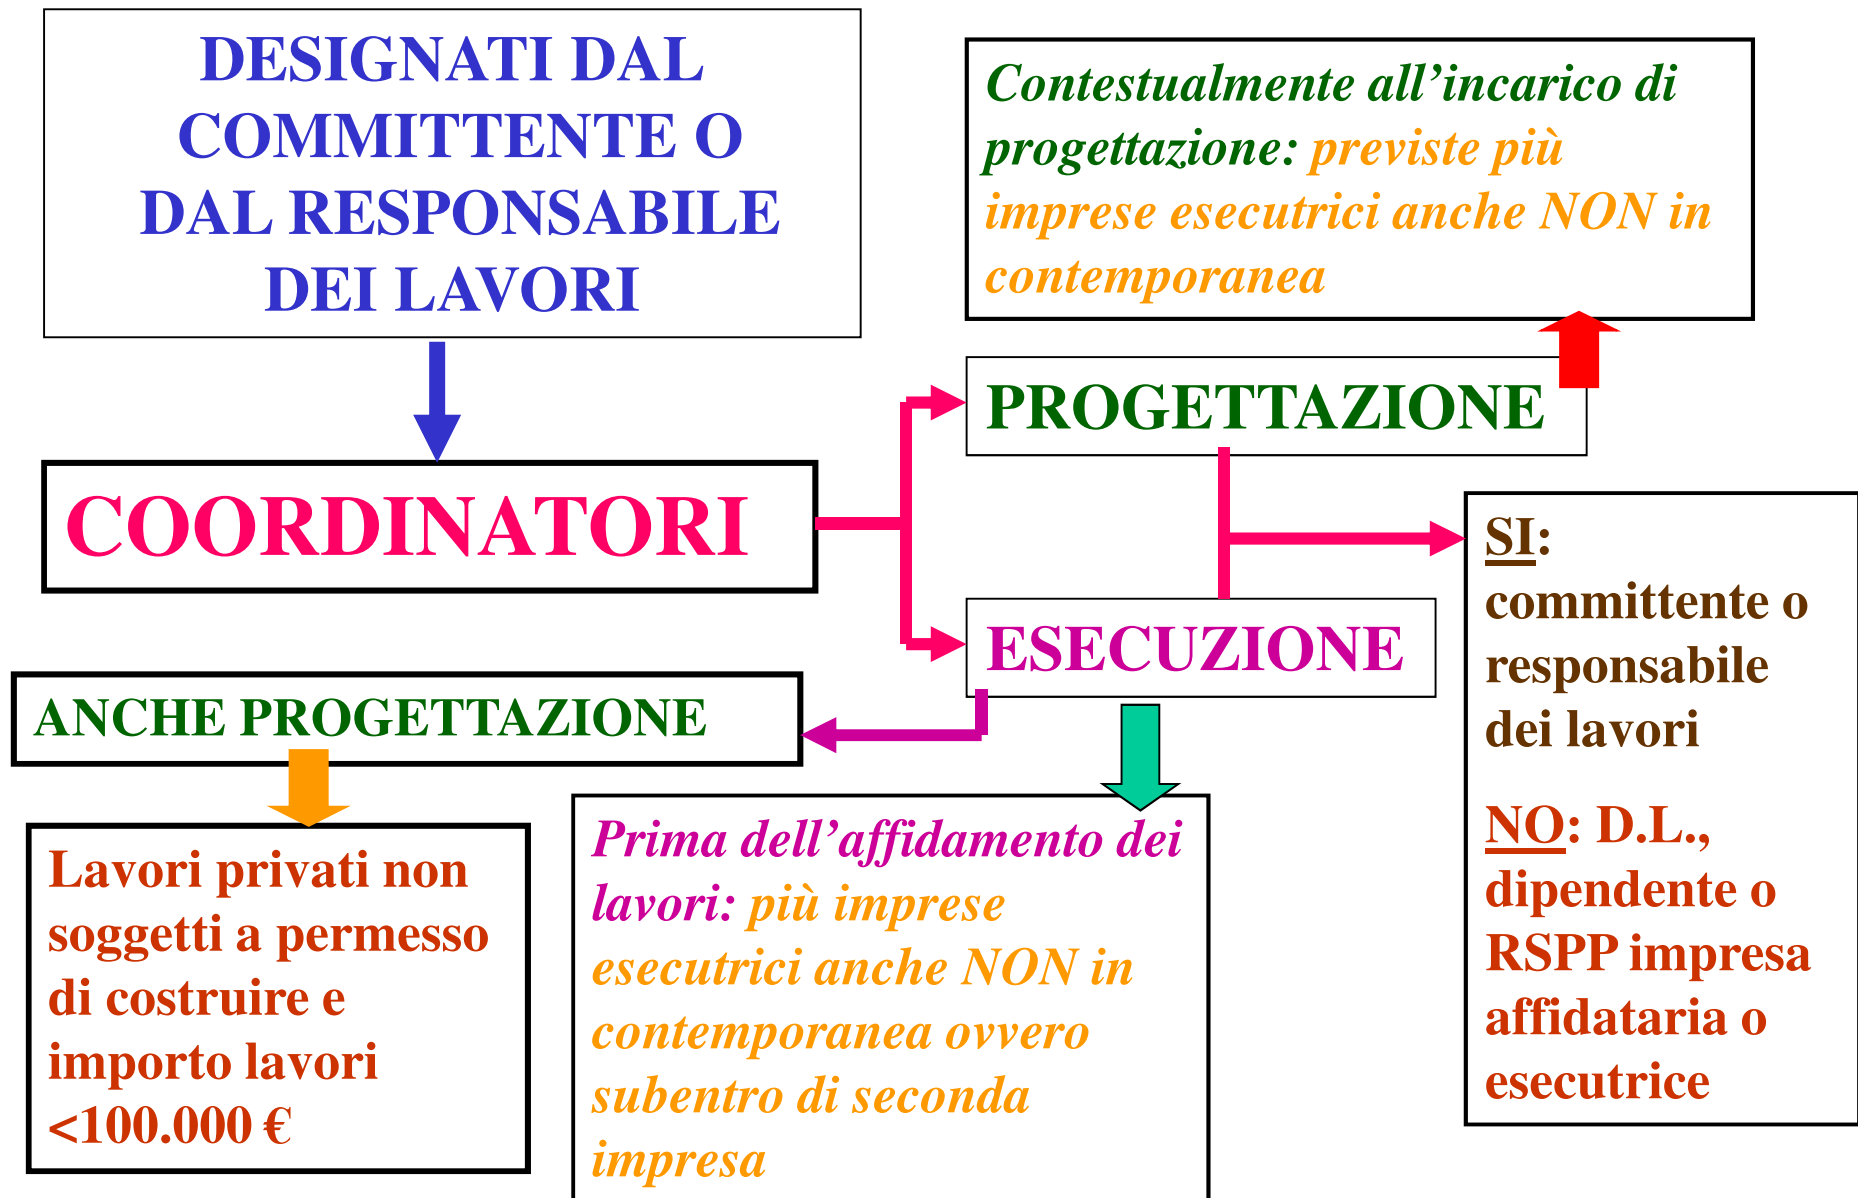 DESIGNATI DAL
COMMITTENTE O
DAL RESPONSABILE
DEI LAVORI
Contestualmente all’incarico di
progettazione: previste più
imprese esecutrici anche NON in
contemporanea
PROGETTAZIONE
COORDINATORI
ESECUZIONE
SI:
committente o
responsabile
dei lavori
NO: D.L.,
dipendente o
RSPP impresa
affidataria o
esecutrice
ANCHE PROGETTAZIONE
Lavori privati non
soggetti a permesso
di costruire e
importo lavori
<100.000 €
Prima dell’affidamento dei
lavori: più imprese
esecutrici anche NON in
contemporanea ovvero
subentro di seconda
impresa